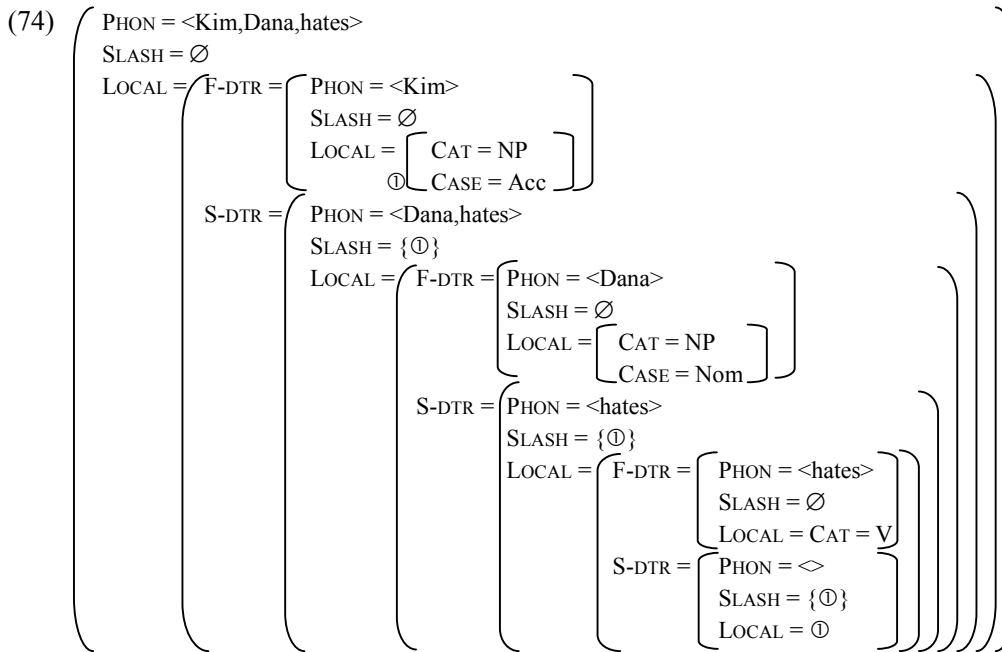 (74) PHON = <Kim,Dana,hates>
SLASH = ∅
LOCAL = F-DTR = PHON = <Kim>
SLASH = ∅
LOCAL = CAT = NP
① CASE = Acc
S-DTR = PHON = <Dana,hates>
SLASH = {①}
LOCAL = F-DTR = PHON = <Dana>
SLASH = ∅
LOCAL = CAT = NP
CASE = Nom
S-DTR = PHON = <hates>
SLASH = {①}
LOCAL = F-DTR = PHON = <hates>
SLASH = ∅
LOCAL = CAT = V
S-DTR = PHON = <>
SLASH = {①}
LOCAL = ①